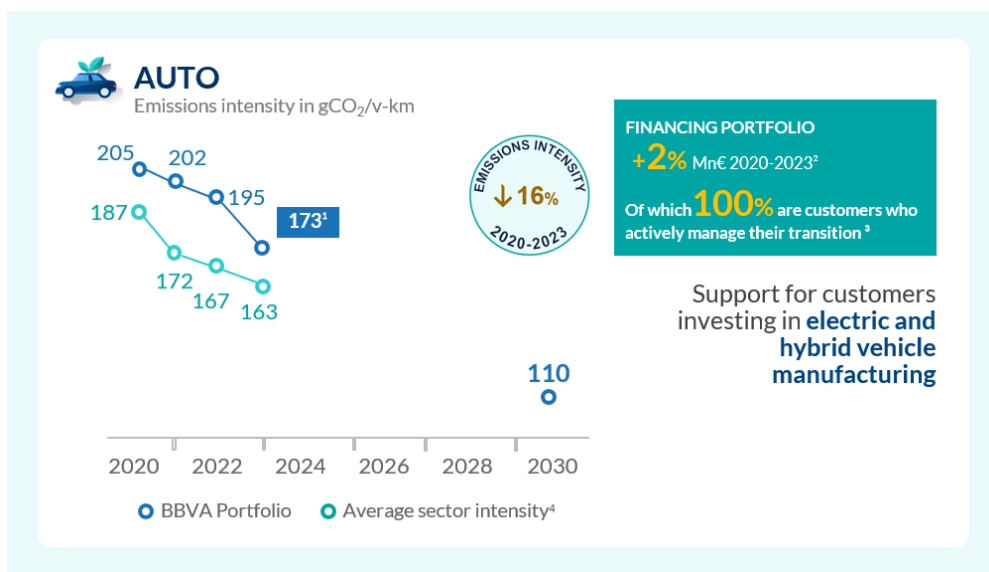 AUTO
Emissions intensity in gCO₂/v-km
205
202
195
173¹
187
172
167
163
110
2020 2022 2024 2026 2028 2030
BBVA Portfolio Average sector intensity⁴
EMISSIONS INTENSITY
↓ 16%
2020-2023
FINANCING PORTFOLIO
+2% Mn€ 2020-2023²
Of which 100% are customers who
actively manage their transition ³
Support for customers
investing in electric and
hybrid vehicle
manufacturing